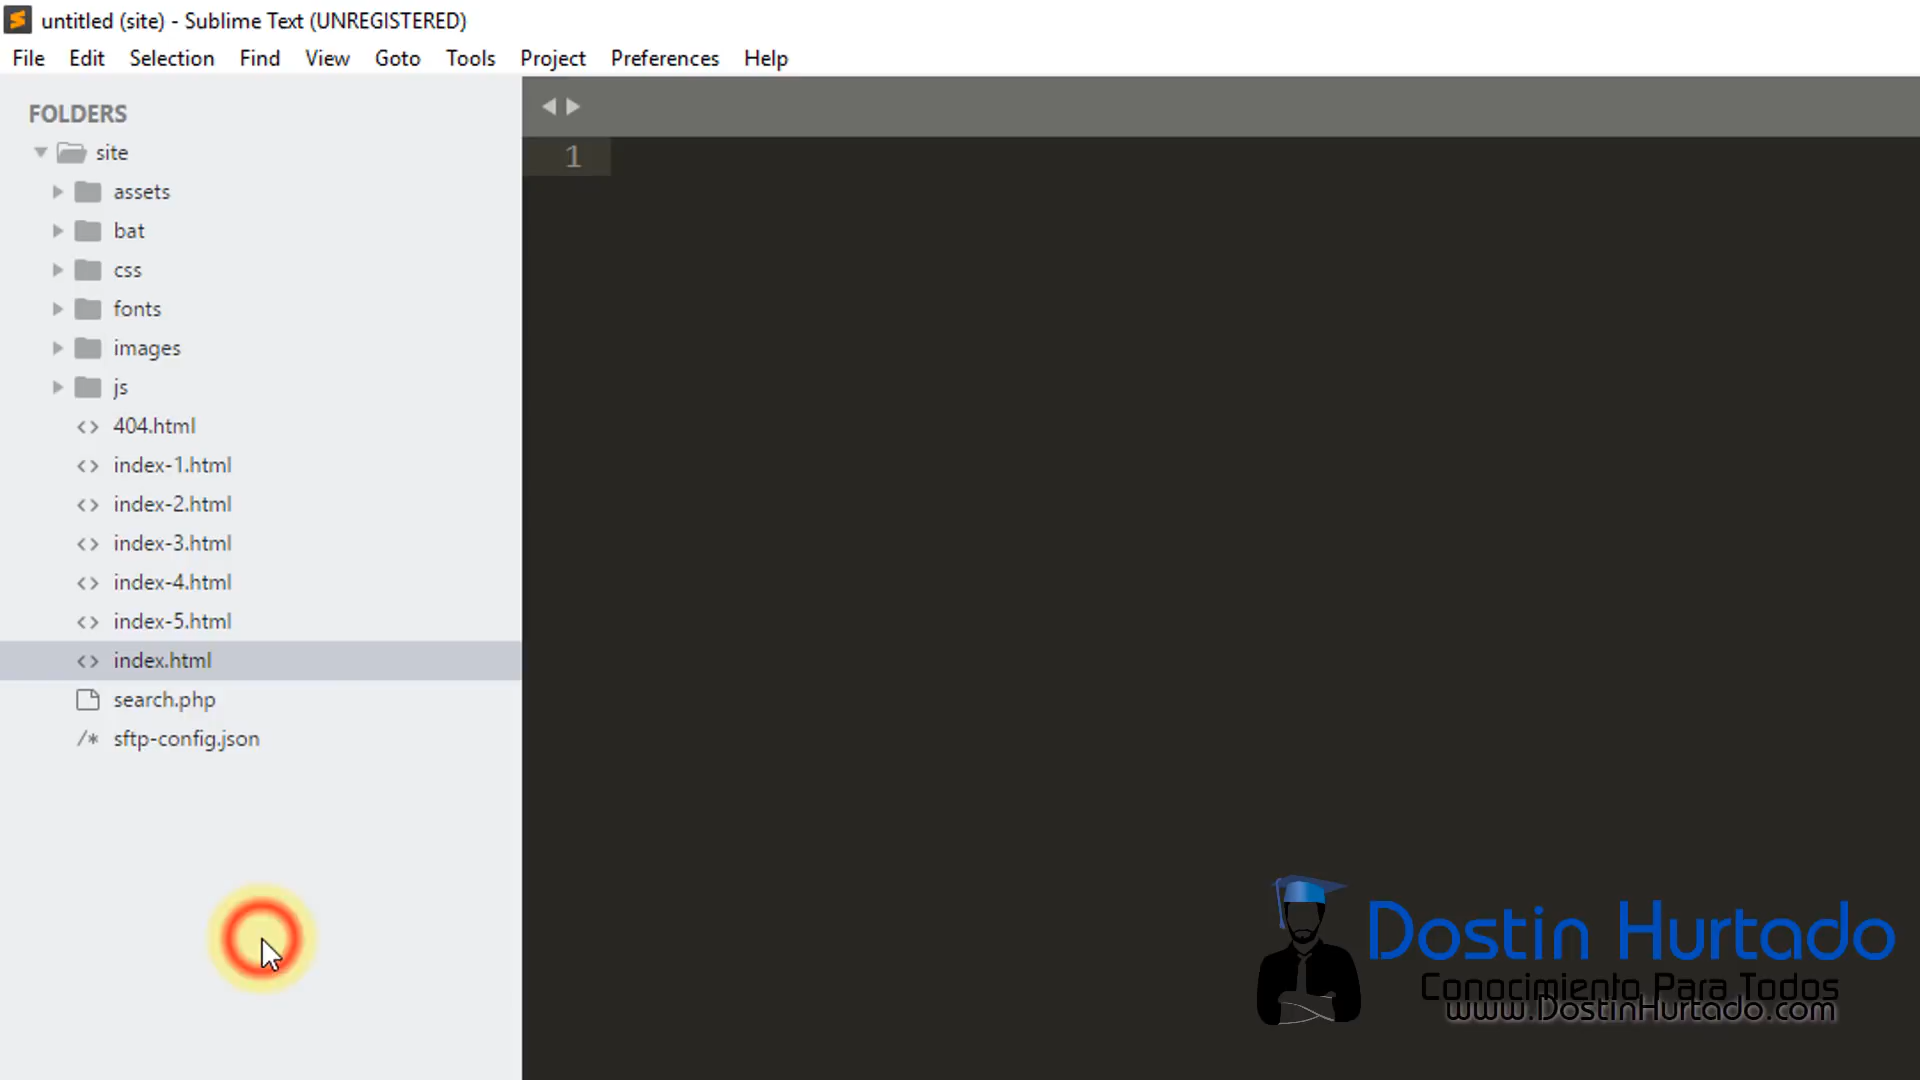 untitled (site) - Sublime Text (UNREGISTERED)
File Edit Selection Find View Goto Tools Project Preferences Help
FOLDERS
site
assets
bat
css
fonts
images
js
404.html
index-1.html
index-2.html
index-3.html
index-4.html
index-5.html
index.html
search.php
/* sftp-config.json
1
Dostin Hurtado
Conocimiento Para Todos
www.DostinHurtado.com